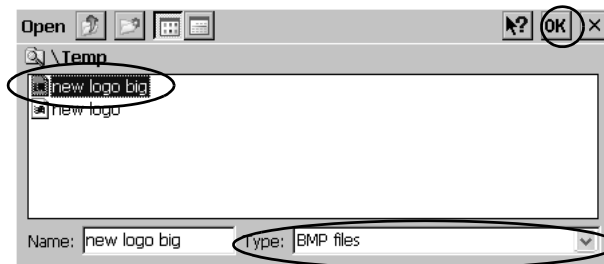 Open ? OK ×
\Temp
new logo big
new logo
Name: new logo big Type: BMP files